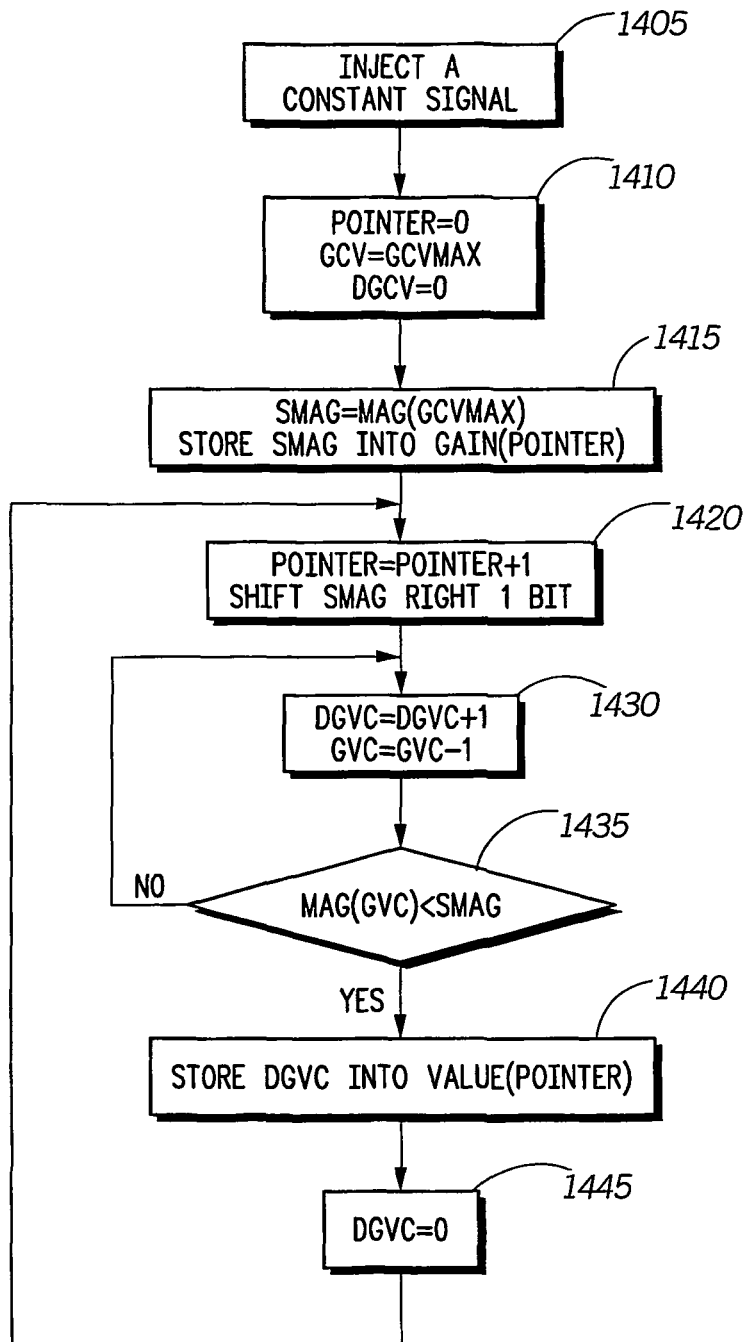 1405
INJECT A
CONSTANT SIGNAL
1410
POINTER=0
GCV=GCVMAX
DGCV=0
1415
SMAG=MAG(GCVMAX)
STORE SMAG INTO GAIN(POINTER)
1420
POINTER=POINTER+1
SHIFT SMAG RIGHT 1 BIT
1430
DGVC=DGVC+1
GVC=GVC-1
1435
NO
MAG(GVC)<SMAG
YES
1440
STORE DGVC INTO VALUE(POINTER)
1445
DGVC=0